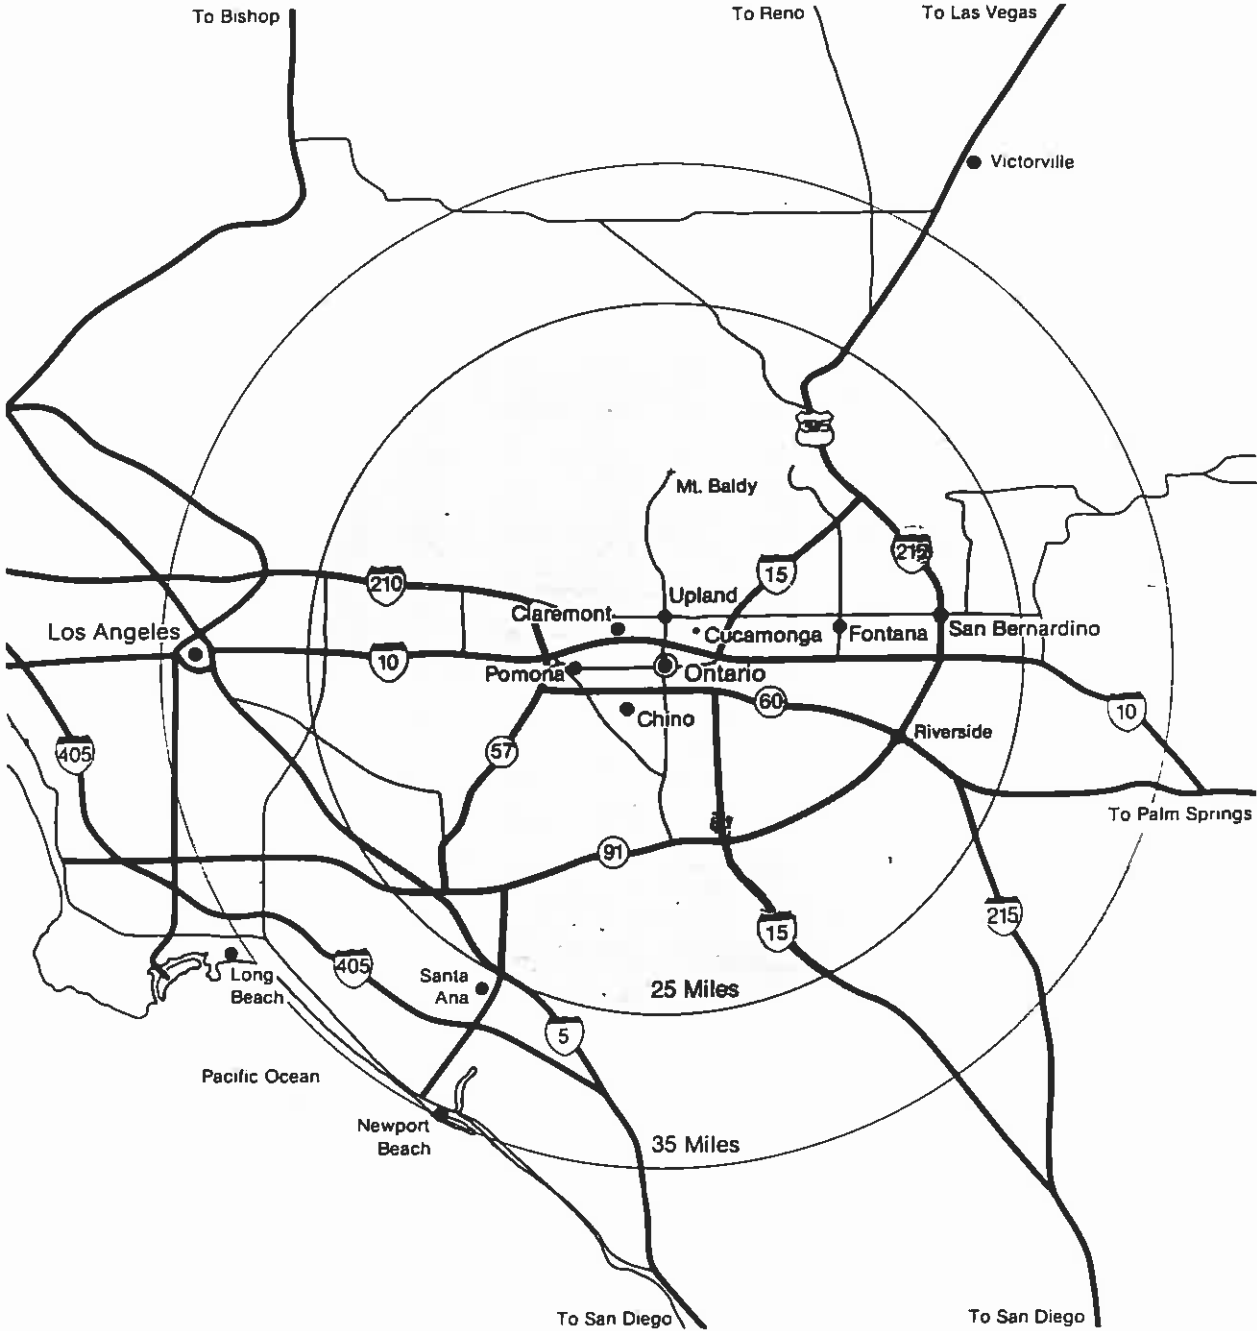 To Bishop
To Reno
To Las Vegas
Victorville
395
Mt. Baldy
215
15
210
Upland
Claremont
Los Angeles
Cucamonga
Fontana
San Bernardino
10
Pomona
Ontario
60
Chino
10
Riverside
57
405
To Palm Springs
91
15
215
405
Long
Beach
Santa
Ana
25 Miles
5
Pacific Ocean
Newport
Beach
35 Miles
To San Diego
To San Diego